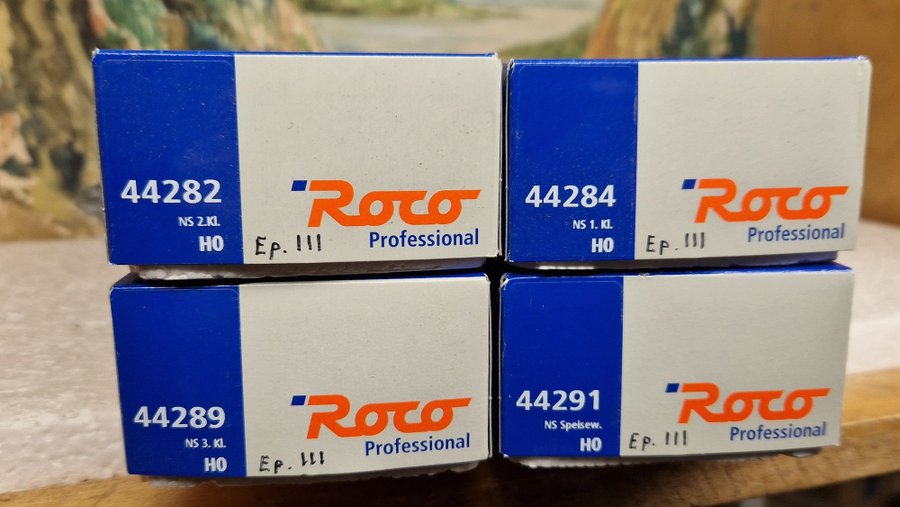 44282
NS 2.Kl.
H0
Ep. III
Roco
Professional
44284
NS 1. Kl.
H0
Ep. III
Roco
Professional
44289
NS 3. Kl.
H0
Ep. III
Roco
Professional
44291
NS Speisew.
H0
Ep. III
Roco
Professional